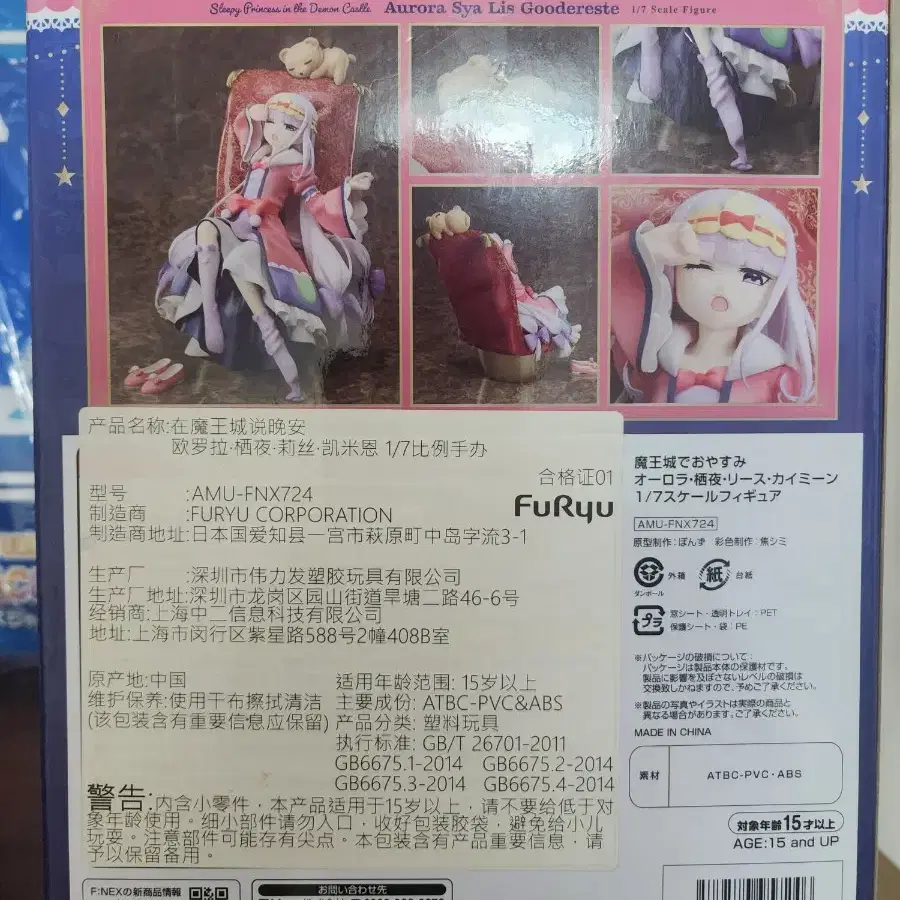 Sleepy Princess in the Demon Castle Aurora Sya Lis Goodereste 1/7 Scale Figure
产品名称:在魔王城说晚安
欧罗拉·栖夜·莉丝·凯米恩 1/7比例手办
合格证01
FuRyu
型号 :AMU-FNX724
制造商 :FURYU CORPORATION
制造商地址:日本国爱知县一宫市萩原町中岛字流3-1
生产厂 :深圳市伟力发塑胶玩具有限公司
生产厂地址:深圳市龙岗区园山街道旱塘二路46-6号
经销商:上海中二信息科技有限公司
地址:上海市闵行区紫星路588号2幢408B室
原产地:中国
维护保养:使用干布擦拭清洁
(该包装含有重要信息应保留)
适用年龄范围: 15岁以上
主要成份: ATBC-PVC&ABS
产品分类: 塑料玩具
执行标准: GB/T 26701-2011
GB6675.1-2014 GB6675.2-2014
GB6675.3-2014 GB6675.4-2014
警告:内含小零件，本产品适用于15岁以上，请不要给低于对
象年龄使用。细小部件请勿入口，收好包装胶袋，避免给小儿
玩耍。注意部件可能存有尖点。本包装含有产品重要信息，请
予以保留备用。
魔王城でおやすみ
オーロラ・栖夜・リース・カイミーン
1/7スケールフィギュア
AMU-FNX724
原型制作：ぽんず 彩色制作：焦シミ
ダンボール
外箱
紙
台紙
プラ
窓シート・透明トレイ：PET
保護シート・袋：PE
※パッケージの破損について：
パッケージは製品本体の保護材です。
製品に影響を及ぼさないレベルの破損は
交換致しかねますので、予めご了承ください。
※製品の写真やイラストは実際の商品と
異なる場合があります。ご了承ください。
MADE IN CHINA
素材
ATBC-PVC・ABS
対象年齢15才以上
AGE:15 and UP
F:NEXの新商品情報
お問い合わせ先